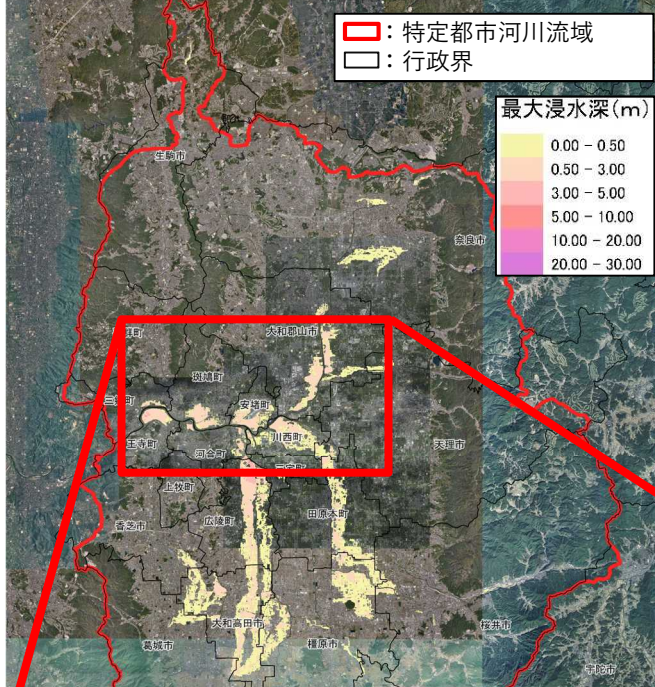 ：特定都市河川流域
：行政界
最大浸水深(m)
0.00 - 0.50
0.50 - 3.00
3.00 - 5.00
5.00 - 10.00
10.00 - 20.00
20.00 - 30.00
生駒市
奈良市
大和郡山市
斑鳩町
安堵町
川西町
王寺町
河合町
天理市
上牧町
広陵町
田原本町
香芝市
大和高田市
葛城市
橿原市
桜井市
宇陀市